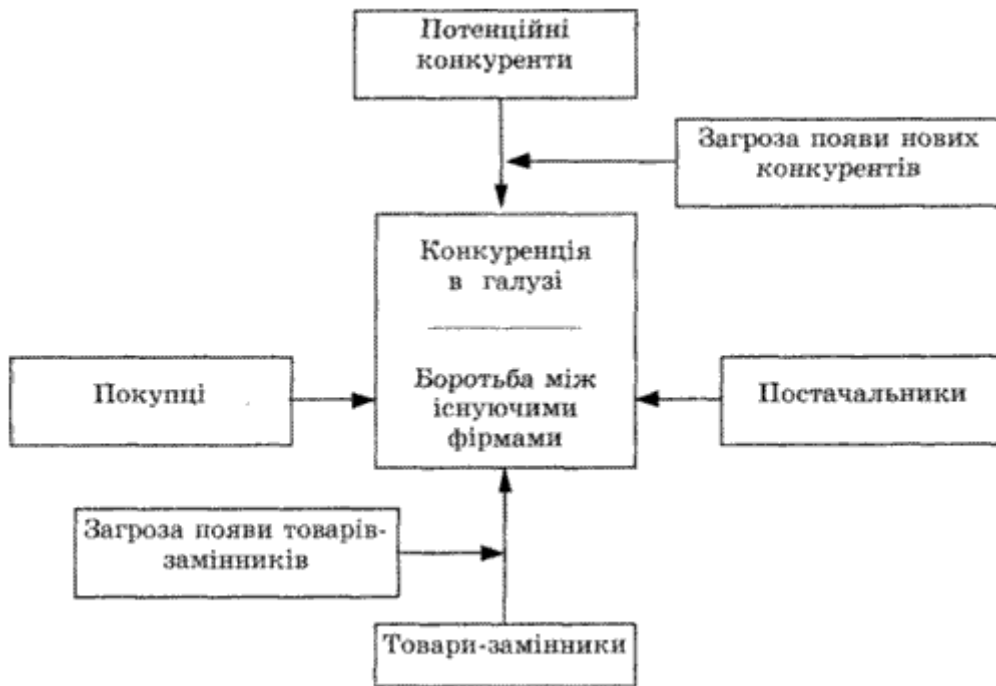 Потенційні
конкуренти
Загроза появи нових
конкурентів
Конкуренція
в галузі
Боротьба між
існуючими
фірмами
Покупці
Постачальники
Загроза появи товарів-
замінників
Товари-замінники